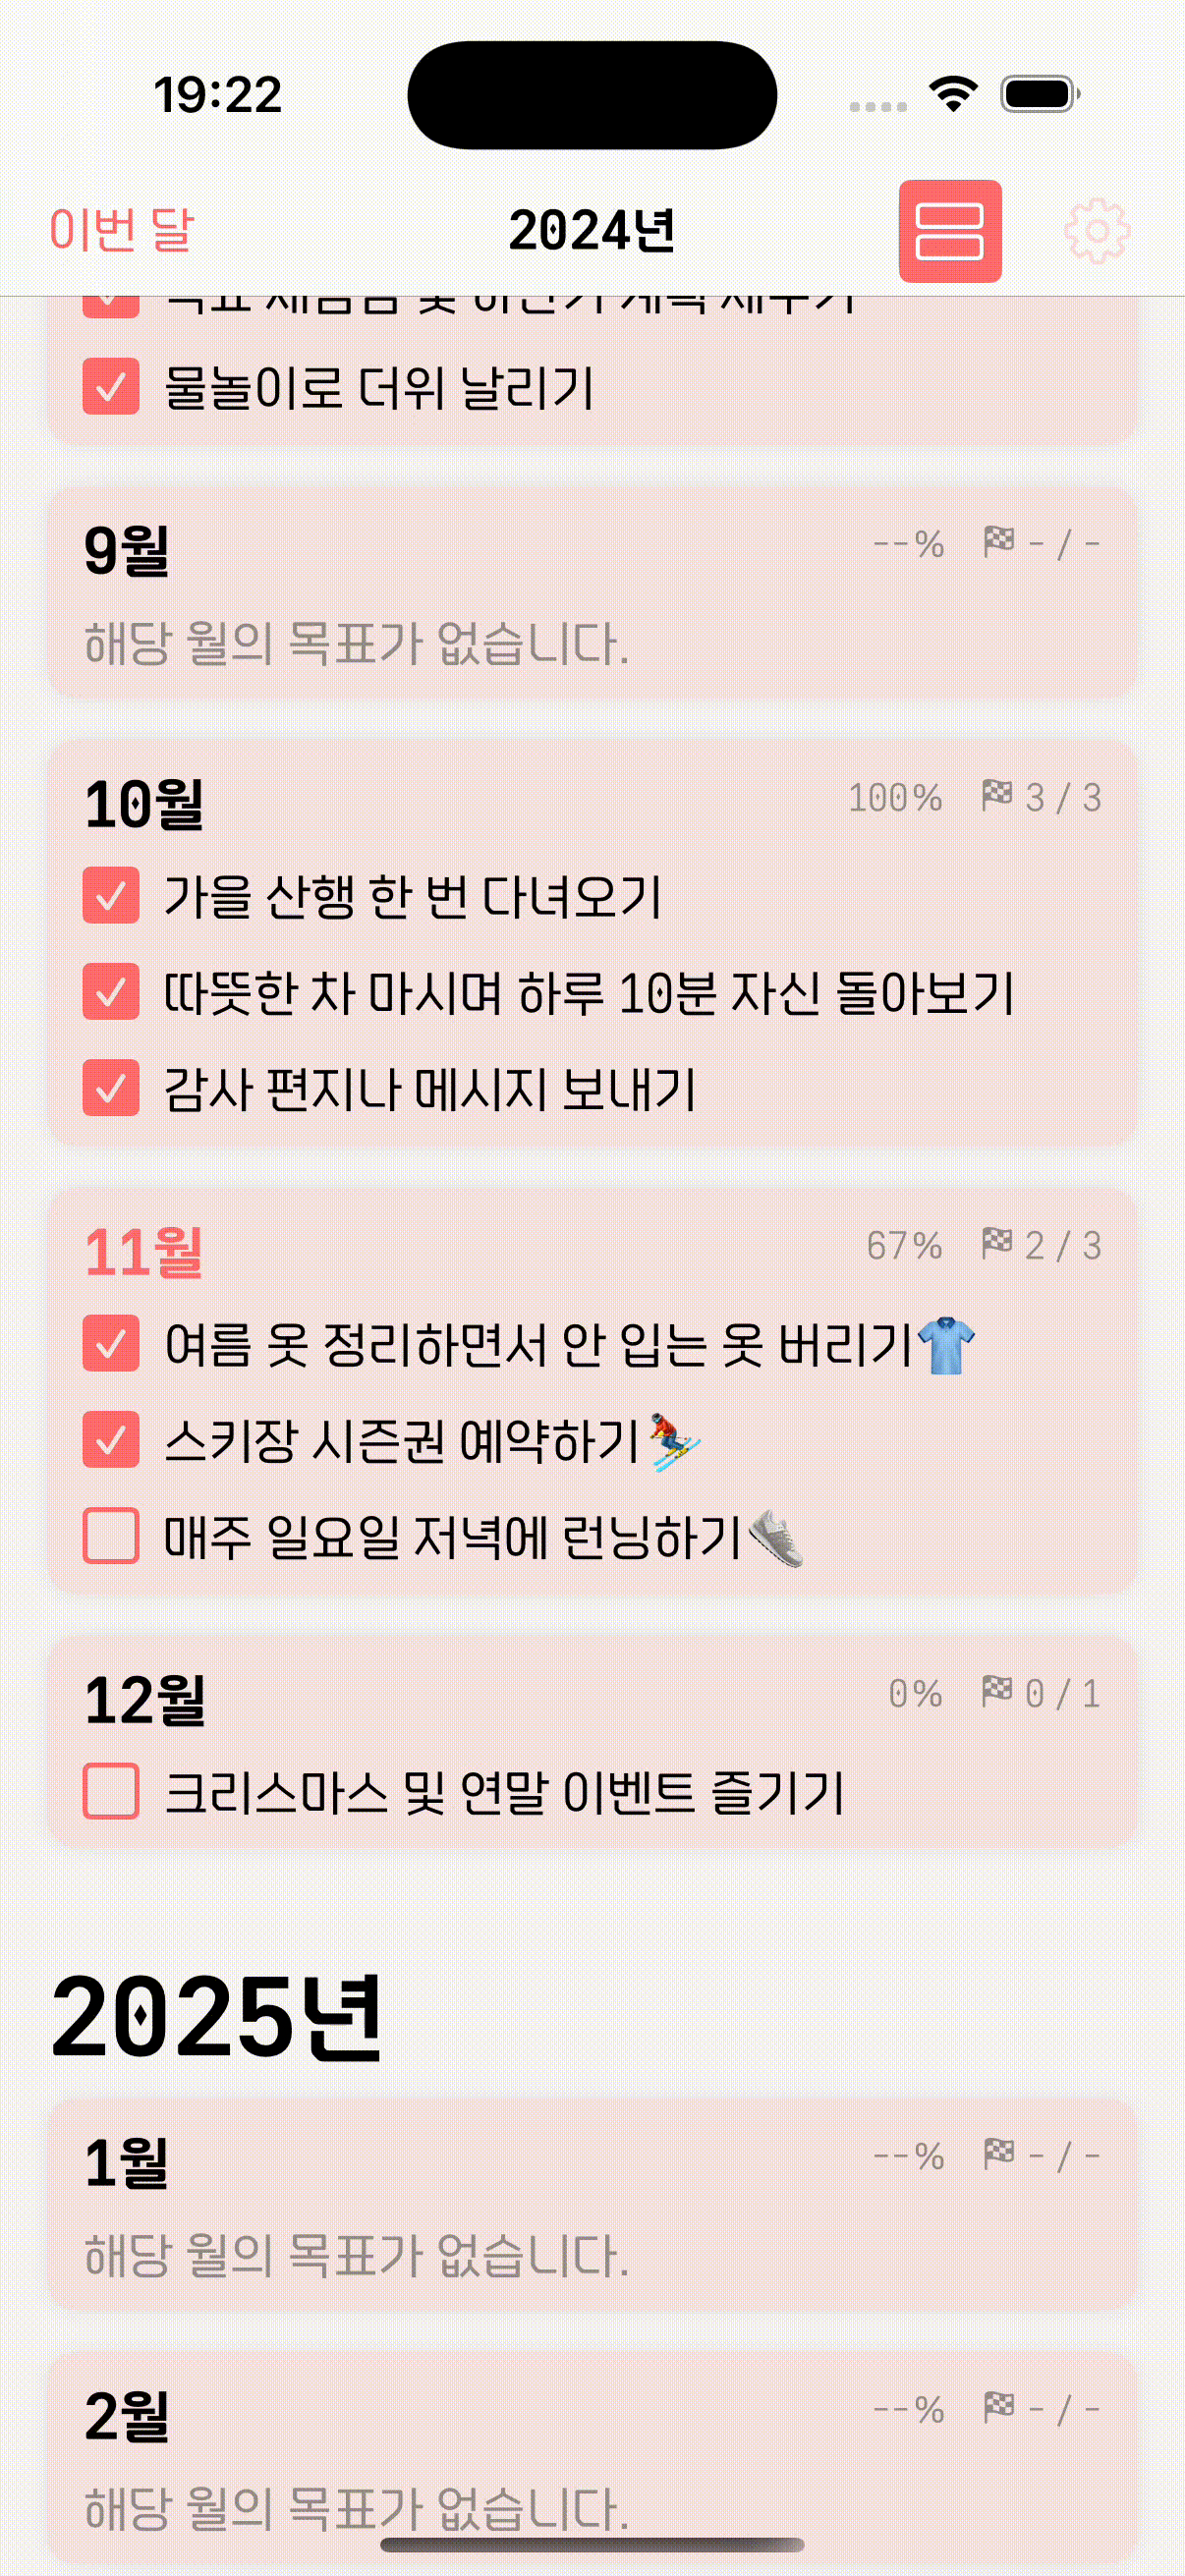 19:22
이번 달
2024년
물놀이로 더위 날리기
9월
--% - / -
해당 월의 목표가 없습니다.
10월
100% 3 / 3
가을 산행 한 번 다녀오기
따뜻한 차 마시며 하루 10분 자신 돌아보기
감사 편지나 메시지 보내기
11월
67% 2 / 3
여름 옷 정리하면서 안 입는 옷 버리기👕
스키장 시즌권 예약하기⛷️
매주 일요일 저녁에 런닝하기👟
12월
0% 0 / 1
크리스마스 및 연말 이벤트 즐기기
2025년
1월
--% - / -
해당 월의 목표가 없습니다.
2월
--% - / -
해당 월의 목표가 없습니다.